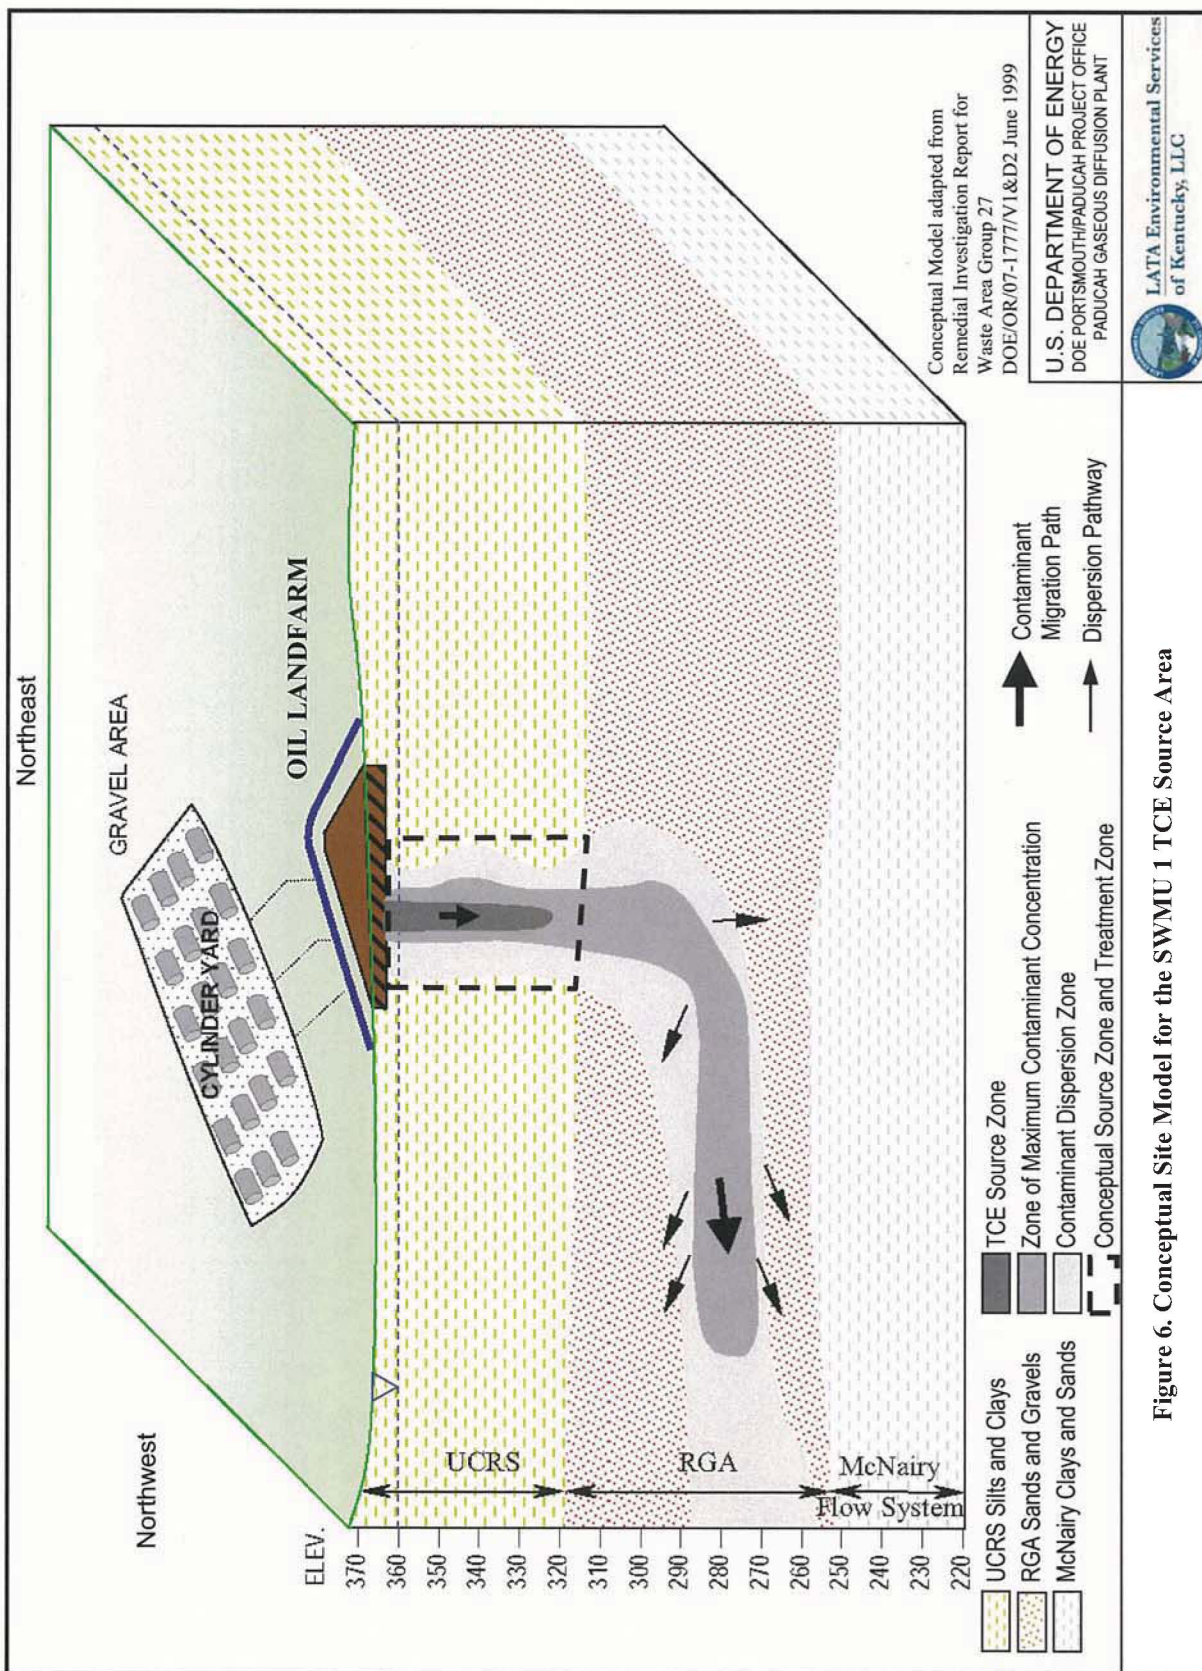 Northeast
Northwest
GRAVEL AREA
CYLINDER YARD
OIL LANDFARM
ELEV.
370
360
350
340
330
320
310
300
290
280
270
260
250
240
230
220
UCRS
RGA
McNairy
Flow System
Conceptual Model adapted from
Remedial Investigation Report for
Waste Area Group 27
DOE/OR/07-1777/V1&D2 June 1999
UCRS Silts and Clays
RGA Sands and Gravels
McNairy Clays and Sands
TCE Source Zone
Zone of Maximum Contaminant Concentration
Contaminant Dispersion Zone
Conceptual Source Zone and Treatment Zone
Contaminant
Migration Path
Dispersion Pathway
U.S. DEPARTMENT OF ENERGY
DOE PORTSMOUTH/PADUCAH PROJECT OFFICE
PADUCAH GASEOUS DIFFUSION PLANT
LATA Environmental Services
of Kentucky, LLC
Figure 6. Conceptual Site Model for the SWMU 1 TCE Source Area